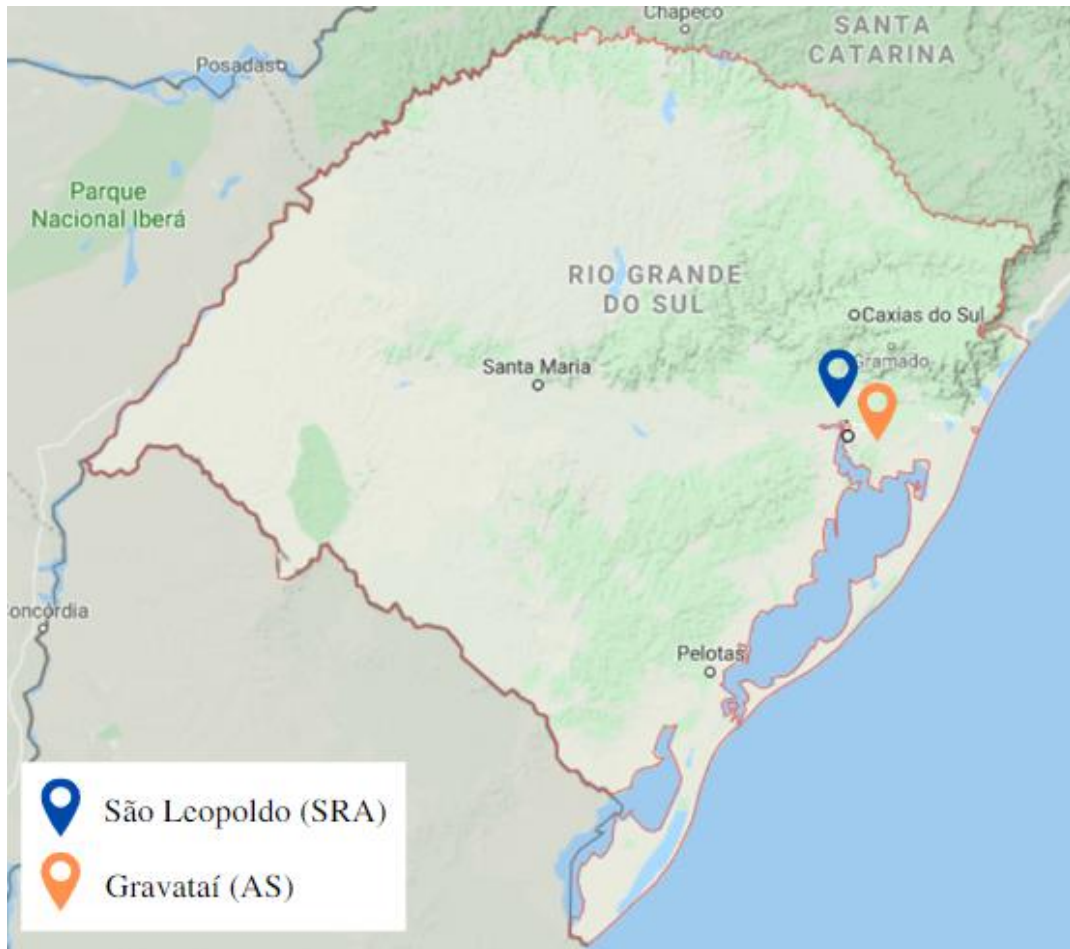 Chapeco
SANTA
CATARINA
Posadas
Parque
Nacional Iberá
RIO GRANDE
DO SUL
Caxias do Sul
Gramado
Santa Maria
oncordia
Pelotas
São Leopoldo (SRA)
Gravataí (AS)